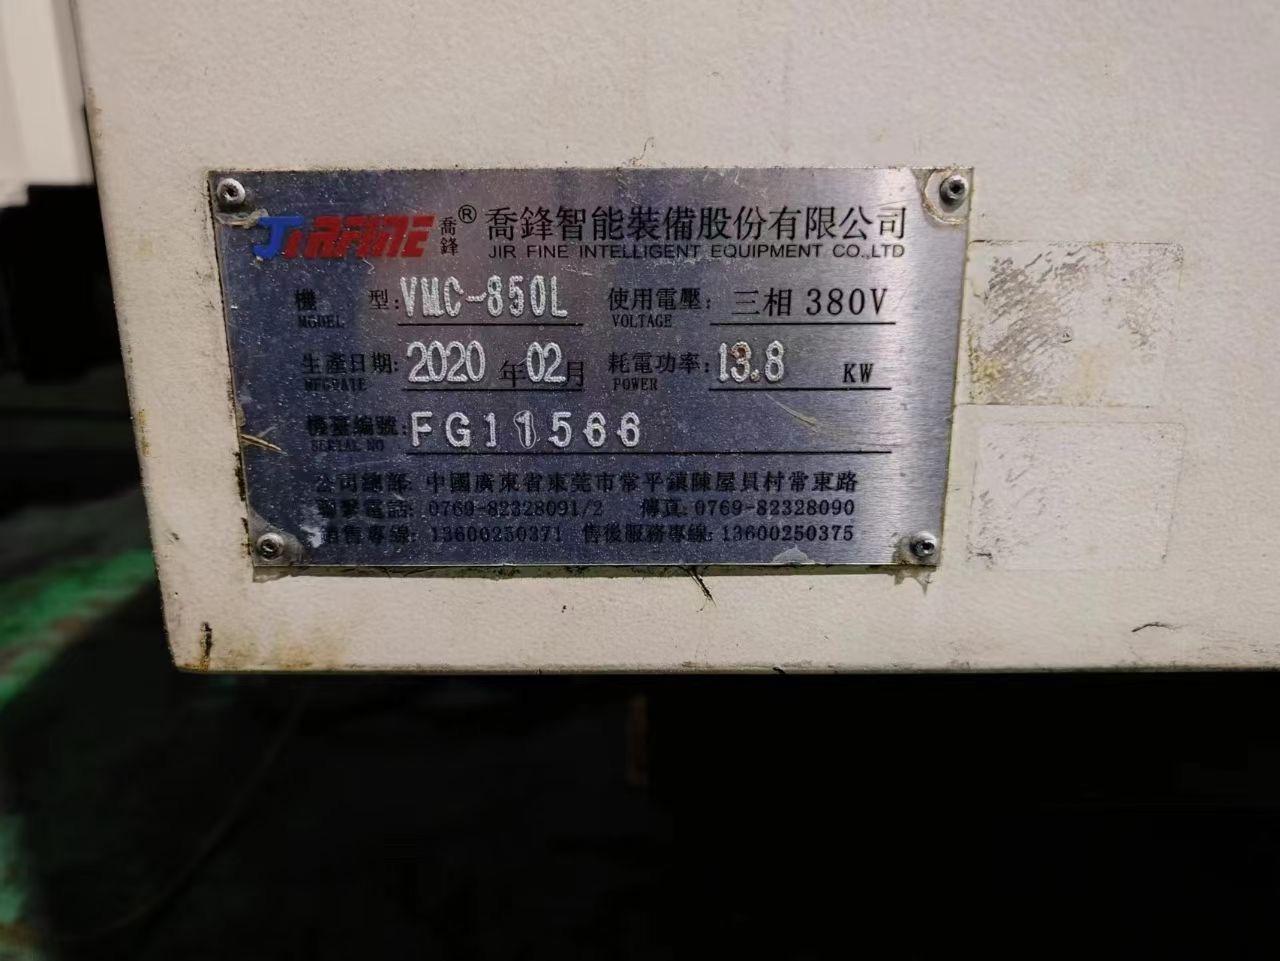 JIRFINE 喬鋒® 喬鋒智能裝備股份有限公司
JIR FINE INTELLIGENT EQUIPMENT CO.,LTD
機型: VMC-850L 使用電壓: 三相 380V
MODEL VOLTAGE
生產日期: 2020 年 02 月 耗電功率: 13.8 KW
MFG DATE POWER
機臺編號: FG11566
SERIAL NO
公司總部: 中國廣東省東莞市常平鎮陳屋貝村常東路
聯繫電話: 0769-82328091/2 傳真: 0769-82328090
銷售專線: 13600250371 售後服務專線: 13600250375